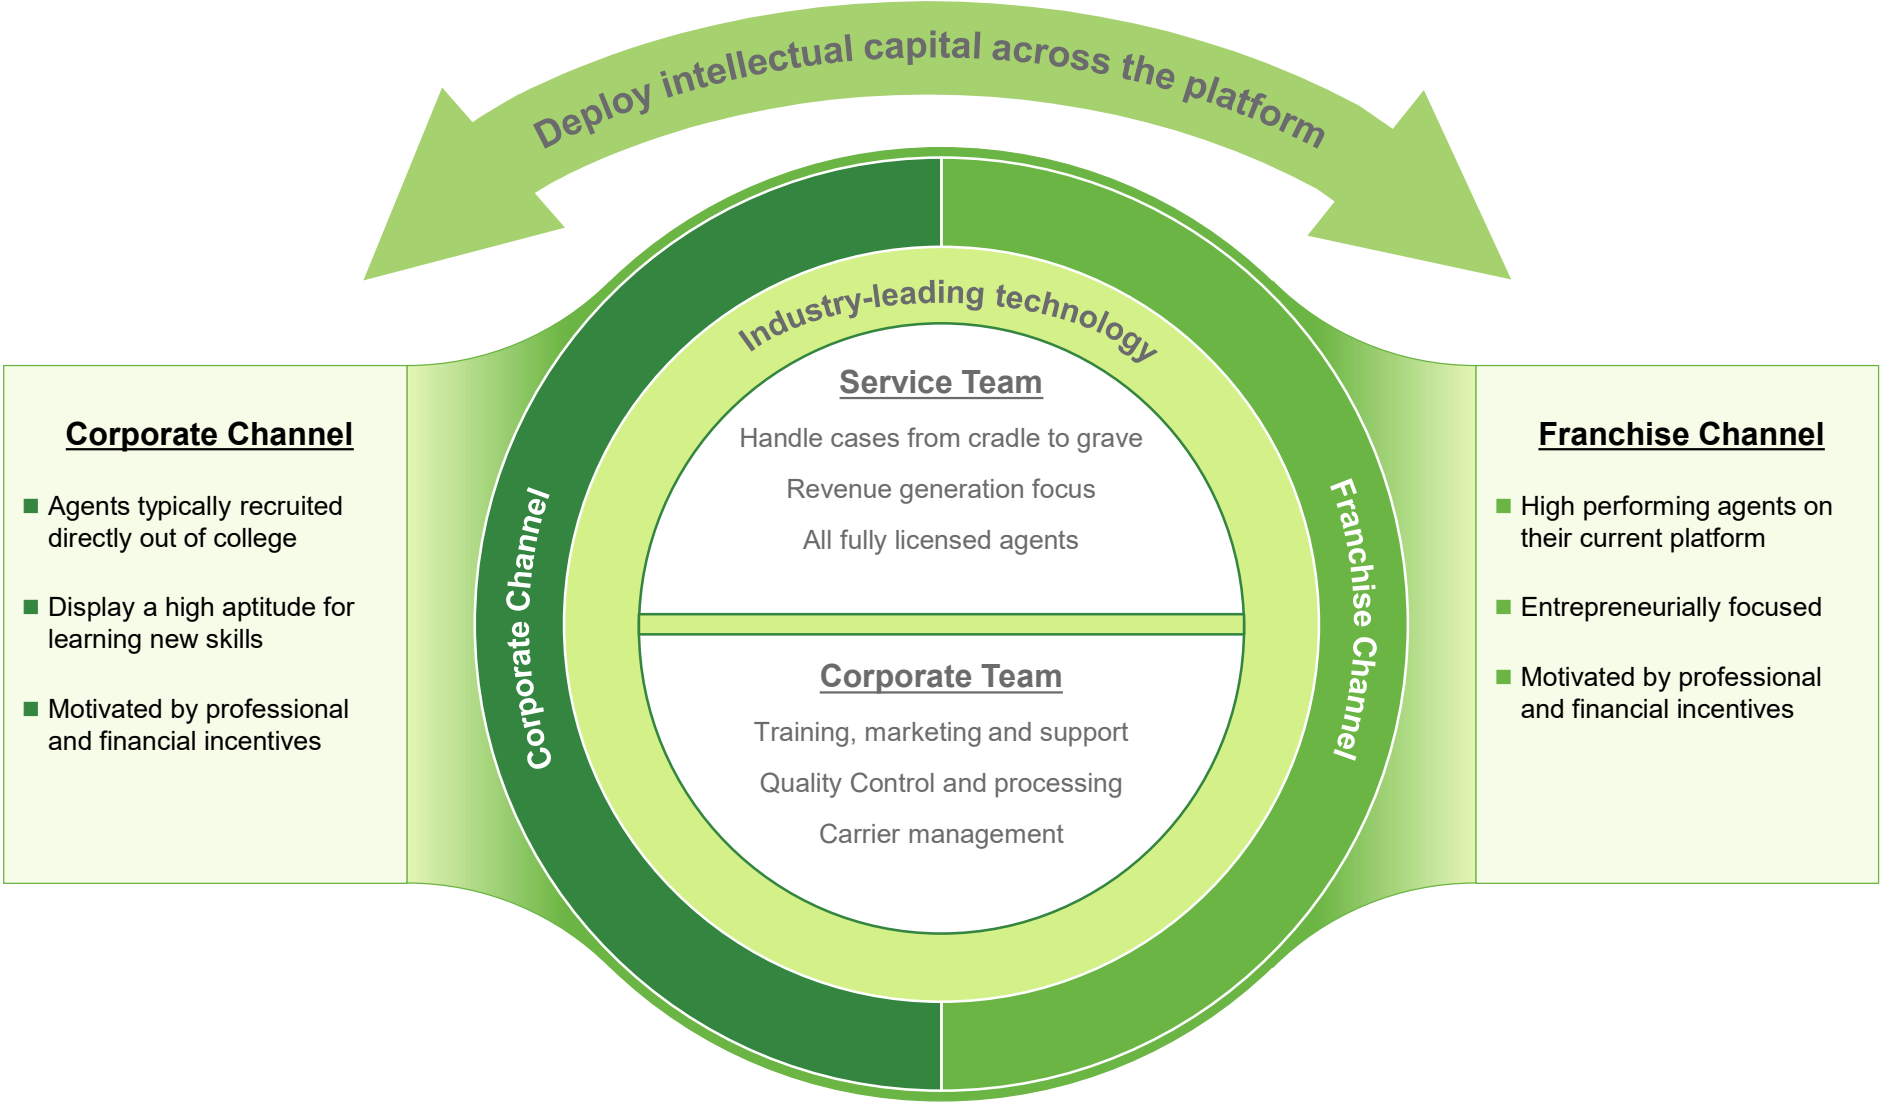 Deploy intellectual capital across the platform
Industry-leading technology
Corporate Channel
Agents typically recruited
directly out of college
Display a high aptitude for
learning new skills
Motivated by professional
and financial incentives
Corporate Channel
Service Team
Handle cases from cradle to grave
Revenue generation focus
All fully licensed agents
Corporate Team
Training, marketing and support
Quality Control and processing
Carrier management
Franchise Channel
Franchise Channel
High performing agents on
their current platform
Entrepreneurially focused
Motivated by professional
and financial incentives